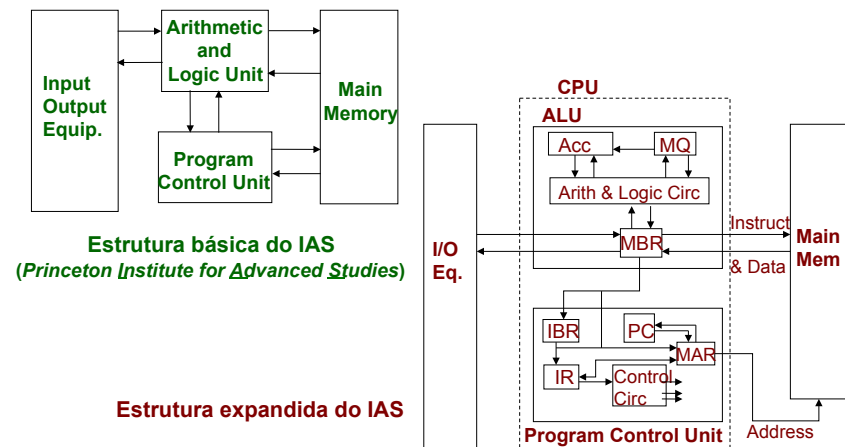 Arithmetic
and
Logic Unit
Input
Output
Equip.
Main
Memory
Program
Control Unit
Estrutura básica do IAS
(Princeton Institute for Advanced Studies)
CPU
ALU
Acc
MQ
Arith & Logic Circ
MBR
I/O
Eq.
Instruct
& Data
Main
Mem
IBR
PC
MAR
IR
Control
Circ
Program Control Unit
Address
Estrutura expandida do IAS